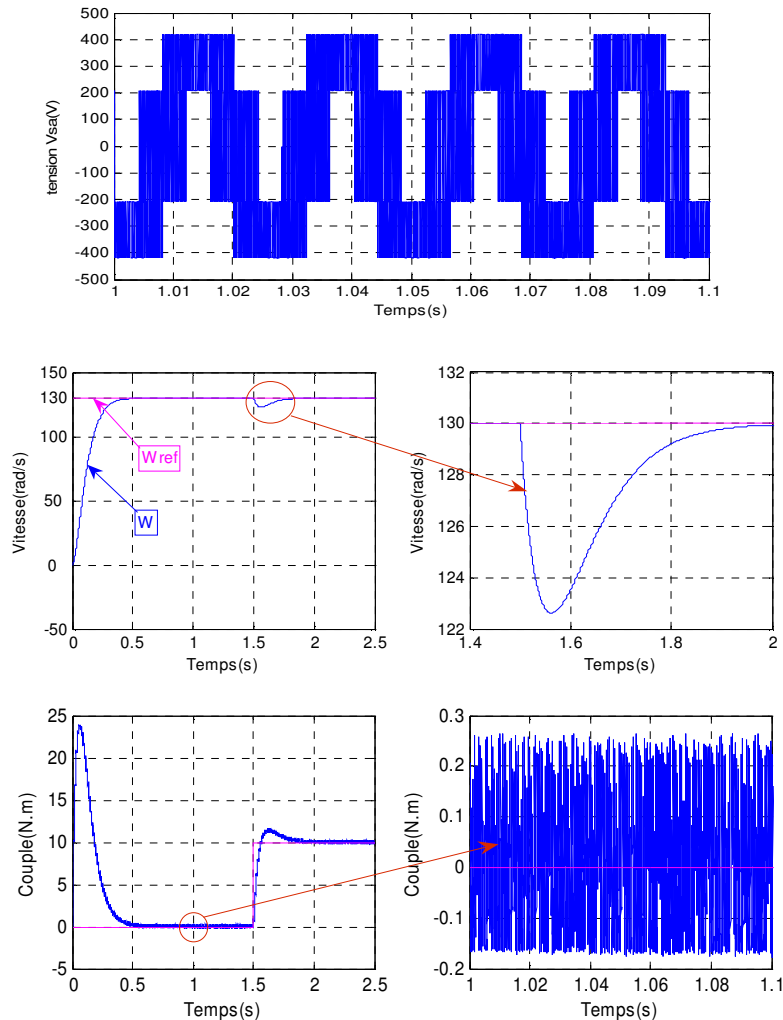 tension Vsa(V)
500
400
300
200
100
0
-100
-200
-300
-400
-500
1 1.01 1.02 1.03 1.04 1.05 1.06 1.07 1.08 1.09 1.1
Temps(s)
Vitesse(rad/s)
150
130
100
50
0
-50
Wref
W
0 0.5 1 1.5 2 2.5
Temps(s)
Vitesse(rad/s)
132
130
128
126
124
123
122
1.4 1.6 1.8 2
Temps(s)
Couple(N.m)
25
20
15
10
5
0
-5
0 0.5 1 1.5 2 2.5
Temps(s)
Couple(N.m)
0.3
0.2
0.1
0
-0.1
-0.2
1 1.02 1.04 1.06 1.08 1.1
Temps(s)